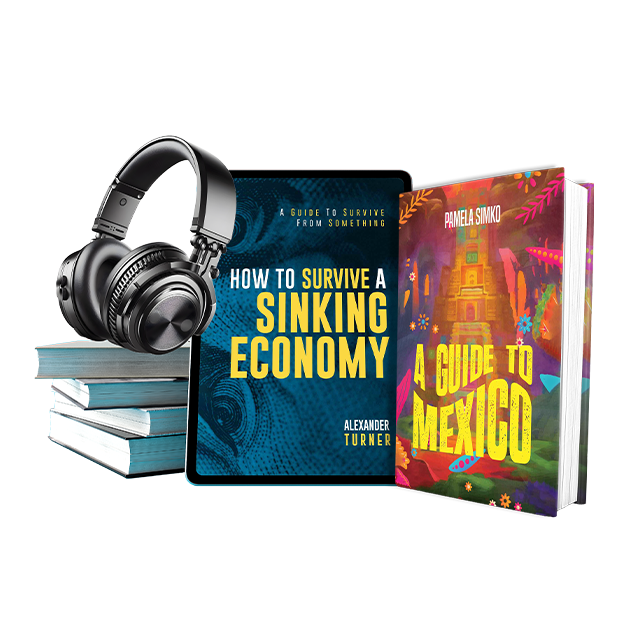 A Guide To Survive
From Something
HOW TO SURVIVE A
SINKING
ECONOMY
ALEXANDER
TURNER
PAMELA SIMKO
A GUIDE TO
MEXICO